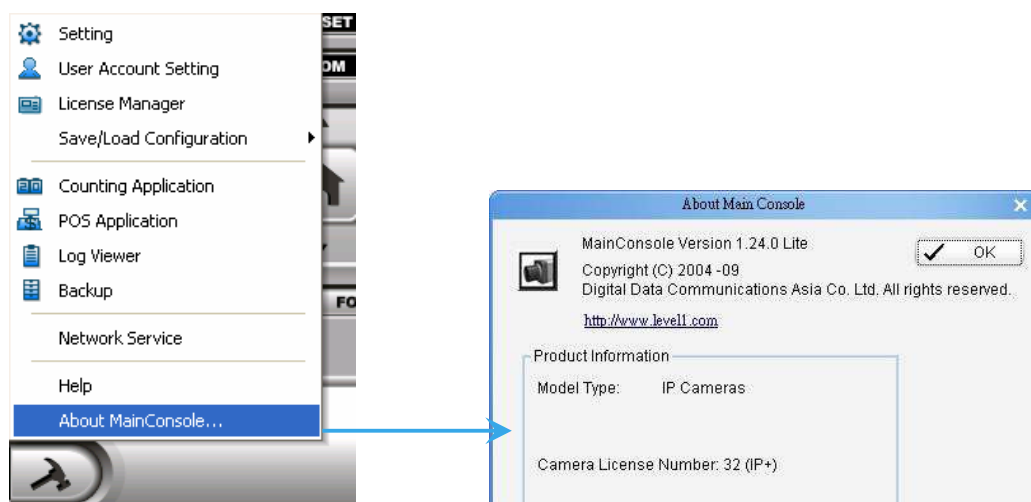 SET
Setting
User Account Setting
OM
License Manager
Save/Load Configuration
Counting Application
POS Application
Log Viewer
Backup
FO
Network Service
Help
About MainConsole...
About Main Console
MainConsole Version 1.24.0 Lite
OK
Copyright (C) 2004 -09
Digital Data Communications Asia Co. Ltd. All rights reserved.
http://www.level1.com
Product Information
Model Type: IP Cameras
Camera License Number: 32 (IP+)